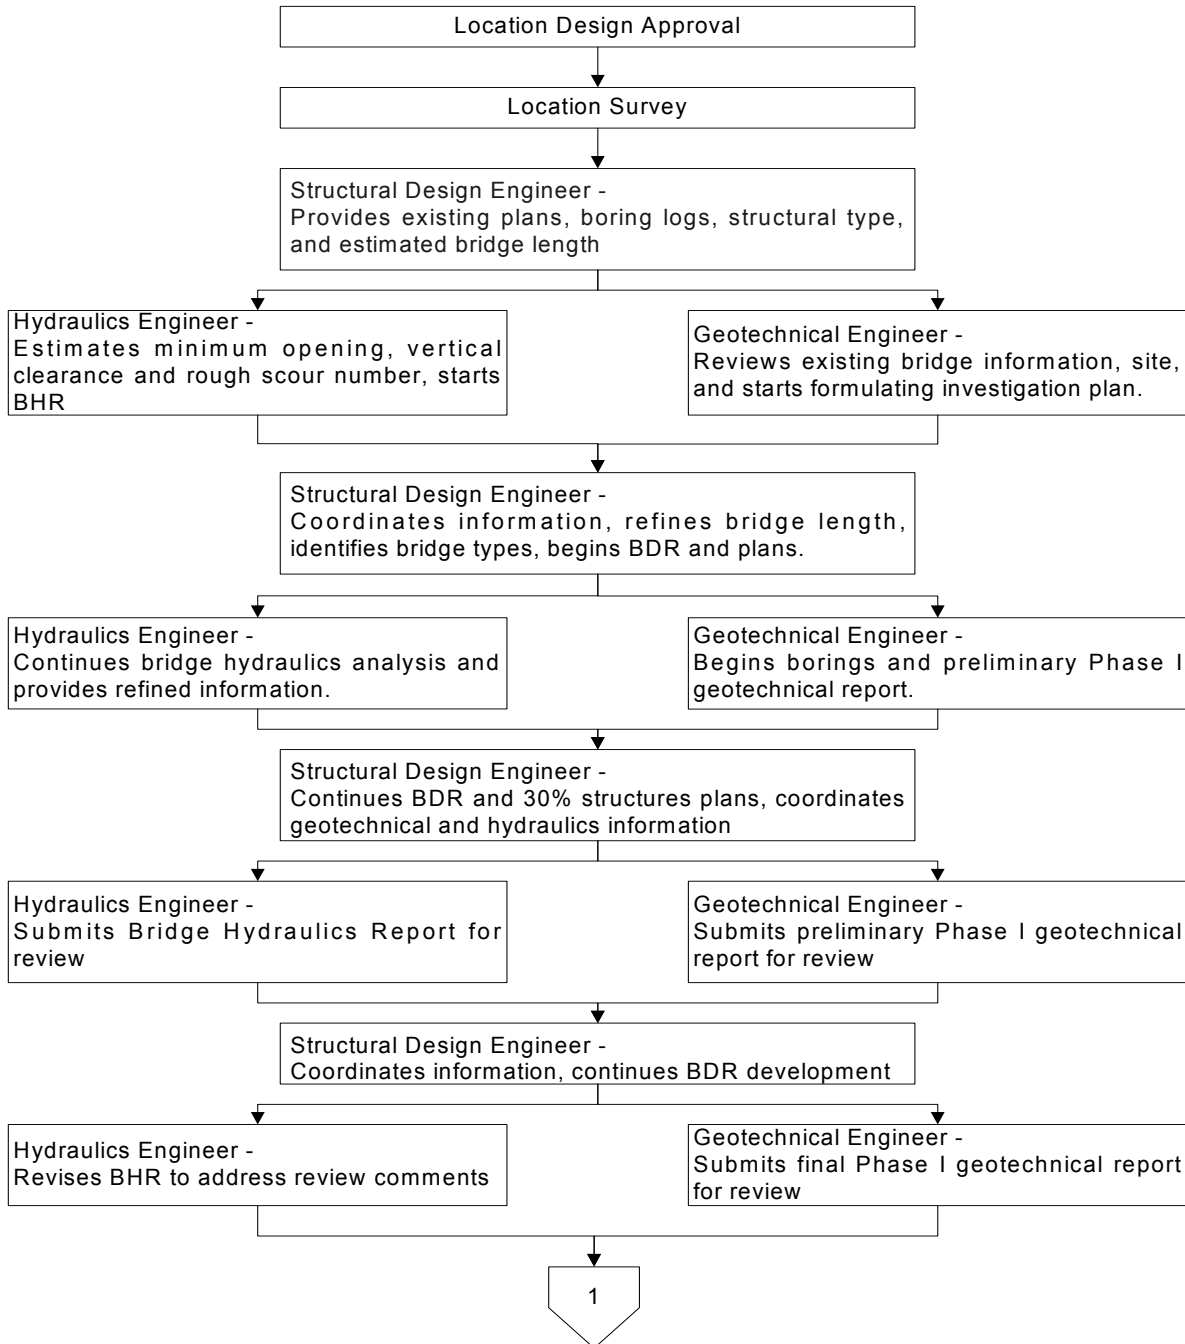 Location Design Approval
Location Survey
Structural Design Engineer -
Provides existing plans, boring logs, structural type,
and estimated bridge length
Hydraulics Engineer -
Estimates minimum opening, vertical
clearance and rough scour number, starts
BHR
Geotechnical Engineer -
Reviews existing bridge information, site,
and starts formulating investigation plan.
Structural Design Engineer -
Coordinates information, refines bridge length,
identifies bridge types, begins BDR and plans.
Hydraulics Engineer -
Continues bridge hydraulics analysis and
provides refined information.
Geotechnical Engineer -
Begins borings and preliminary Phase I
geotechnical report.
Structural Design Engineer -
Continues BDR and 30% structures plans, coordinates
geotechnical and hydraulics information
Hydraulics Engineer -
Submits Bridge Hydraulics Report for
review
Geotechnical Engineer -
Submits preliminary Phase I geotechnical
report for review
Structural Design Engineer -
Coordinates information, continues BDR development
Hydraulics Engineer -
Revises BHR to address review comments
Geotechnical Engineer -
Submits final Phase I geotechnical report
for review
1